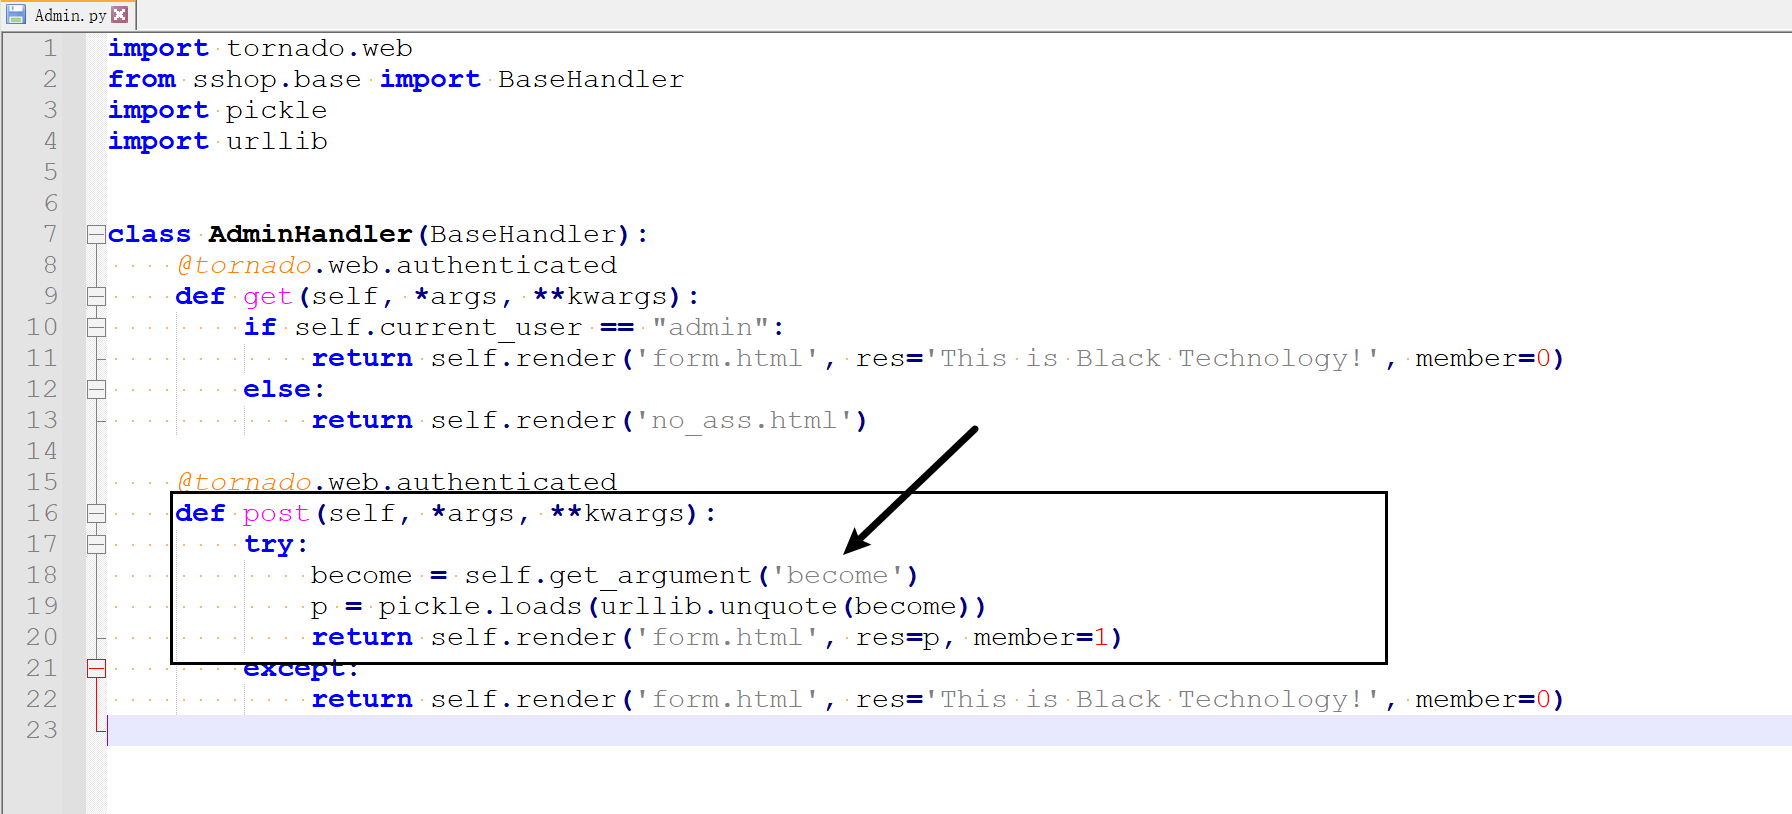 Admin.py
1 import tornado.web
2 from sshop.base import BaseHandler
3 import pickle
4 import urllib
5
6
7 class AdminHandler(BaseHandler):
8     @tornado.web.authenticated
9     def get(self, *args, **kwargs):
10         if self.current_user == "admin":
11             return self.render('form.html', res='This is Black Technology!', member=0)
12         else:
13             return self.render('no_ass.html')
14
15     @tornado.web.authenticated
16     def post(self, *args, **kwargs):
17         try:
18             become = self.get_argument('become')
19             p = pickle.loads(urllib.unquote(become))
20             return self.render('form.html', res=p, member=1)
21         except:
22             return self.render('form.html', res='This is Black Technology!', member=0)
23